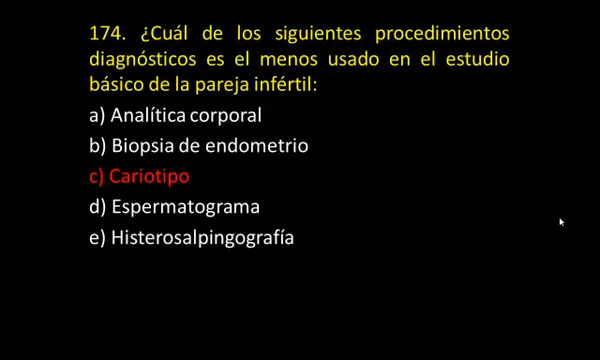 174. ¿Cuál de los siguientes procedimientos
diagnósticos es el menos usado en el estudio
básico de la pareja infértil:
a) Analítica corporal
b) Biopsia de endometrio
c) Cariotipo
d) Espermatograma
e) Histerosalpingografía